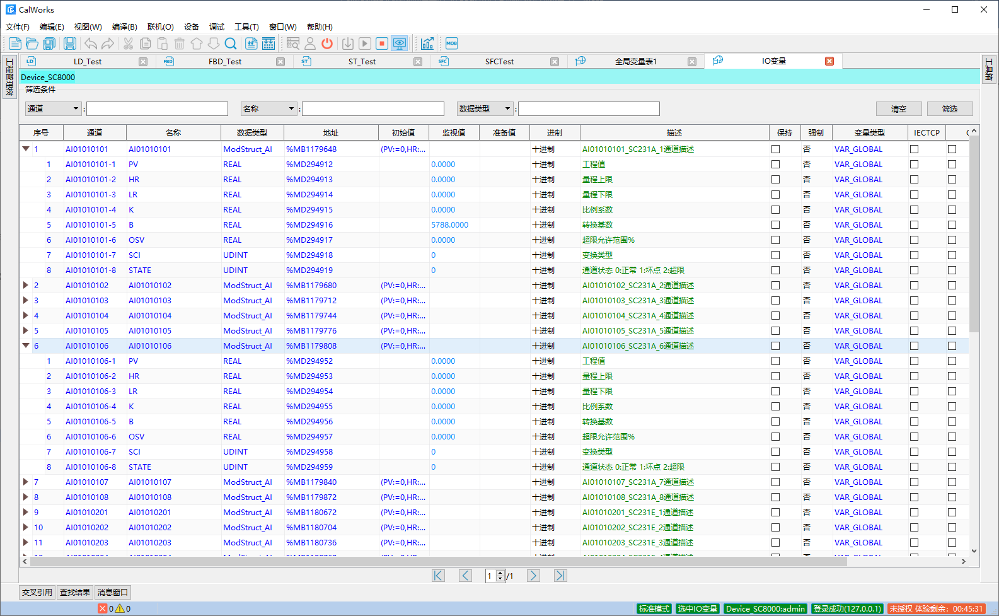 CalWorks
文件(F) 编辑(E) 视图(W) 编译(B) 联机(O) 设备 调试 工具(T) 窗口(W) 帮助(H)
MOB
工程管理树
LD LD_Test FBD FBD_Test ST ST_Test SFC SFCTest 全局变量表1 IO变量
工具箱
Device_SC8000
筛选条件
通道 : 名称 : 数据类型 : 清空 筛选
序号 通道 名称 数据类型 地址 初始值 监视值 准备值 进制 描述 保持 强制 变量类型 IECTCP
1 AI01010101 AI01010101 ModStruct_AI %MB1179648 (PV:=0,HR:... 十进制 AI01010101_SC231A_1通道描述 否 VAR_GLOBAL
1 AI01010101-1 PV REAL %MD294912 0.0000 十进制 工程值 否 VAR_GLOBAL
2 AI01010101-2 HR REAL %MD294913 0.0000 十进制 量程上限 否 VAR_GLOBAL
3 AI01010101-3 LR REAL %MD294914 0.0000 十进制 量程下限 否 VAR_GLOBAL
4 AI01010101-4 K REAL %MD294915 0.0000 十进制 比例系数 否 VAR_GLOBAL
5 AI01010101-5 B REAL %MD294916 5788.0000 十进制 转换基数 否 VAR_GLOBAL
6 AI01010101-6 OSV REAL %MD294917 0.0000 十进制 超限允许范围% 否 VAR_GLOBAL
7 AI01010101-7 SCI UDINT %MD294918 0 十进制 变换类型 否 VAR_GLOBAL
8 AI01010101-8 STATE UDINT %MD294919 0 十进制 通道状态 0:正常 1:坏点 2:超限 否 VAR_GLOBAL
2 AI01010102 AI01010102 ModStruct_AI %MB1179680 (PV:=0,HR:... 十进制 AI01010102_SC231A_2通道描述 否 VAR_GLOBAL
3 AI01010103 AI01010103 ModStruct_AI %MB1179712 (PV:=0,HR:... 十进制 AI01010103_SC231A_3通道描述 否 VAR_GLOBAL
4 AI01010104 AI01010104 ModStruct_AI %MB1179744 (PV:=0,HR:... 十进制 AI01010104_SC231A_4通道描述 否 VAR_GLOBAL
5 AI01010105 AI01010105 ModStruct_AI %MB1179776 (PV:=0,HR:... 十进制 AI01010105_SC231A_5通道描述 否 VAR_GLOBAL
6 AI01010106 AI01010106 ModStruct_AI %MB1179808 (PV:=0,HR:... 十进制 AI01010106_SC231A_6通道描述 否 VAR_GLOBAL
1 AI01010106-1 PV REAL %MD294952 0.0000 十进制 工程值 否 VAR_GLOBAL
2 AI01010106-2 HR REAL %MD294953 0.0000 十进制 量程上限 否 VAR_GLOBAL
3 AI01010106-3 LR REAL %MD294954 0.0000 十进制 量程下限 否 VAR_GLOBAL
4 AI01010106-4 K REAL %MD294955 0.0000 十进制 比例系数 否 VAR_GLOBAL
5 AI01010106-5 B REAL %MD294956 0.0000 十进制 转换基数 否 VAR_GLOBAL
6 AI01010106-6 OSV REAL %MD294957 0.0000 十进制 超限允许范围% 否 VAR_GLOBAL
7 AI01010106-7 SCI UDINT %MD294958 0 十进制 变换类型 否 VAR_GLOBAL
8 AI01010106-8 STATE UDINT %MD294959 0 十进制 通道状态 0:正常 1:坏点 2:超限 否 VAR_GLOBAL
7 AI01010107 AI01010107 ModStruct_AI %MB1179840 (PV:=0,HR:... 十进制 AI01010107_SC231A_7通道描述 否 VAR_GLOBAL
8 AI01010108 AI01010108 ModStruct_AI %MB1179872 (PV:=0,HR:... 十进制 AI01010108_SC231A_8通道描述 否 VAR_GLOBAL
9 AI01010201 AI01010201 ModStruct_AI %MB1180672 (PV:=0,HR:... 十进制 AI01010201_SC231E_1通道描述 否 VAR_GLOBAL
10 AI01010202 AI01010202 ModStruct_AI %MB1180704 (PV:=0,HR:... 十进制 AI01010202_SC231E_2通道描述 否 VAR_GLOBAL
11 AI01010203 AI01010203 ModStruct_AI %MB1180736 (PV:=0,HR:... 十进制 AI01010203_SC231E_3通道描述 否 VAR_GLOBAL
1 /1
交叉引用 查找结果 消息窗口
0 0 标准模式 选中IO变量 Device_SC8000:admin 登录成功(127.0.0.1) 未授权 体验剩余：00:45:31